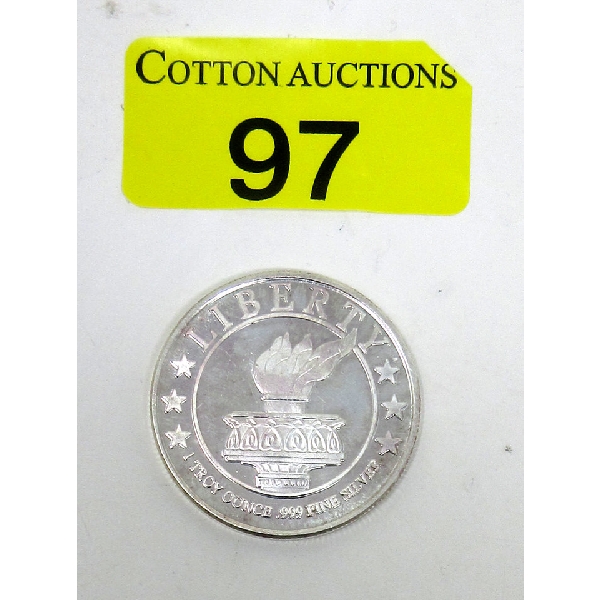 COTTON AUCTIONS
97
LIBERTY
1 TROY OUNCE .999 FINE SILVER